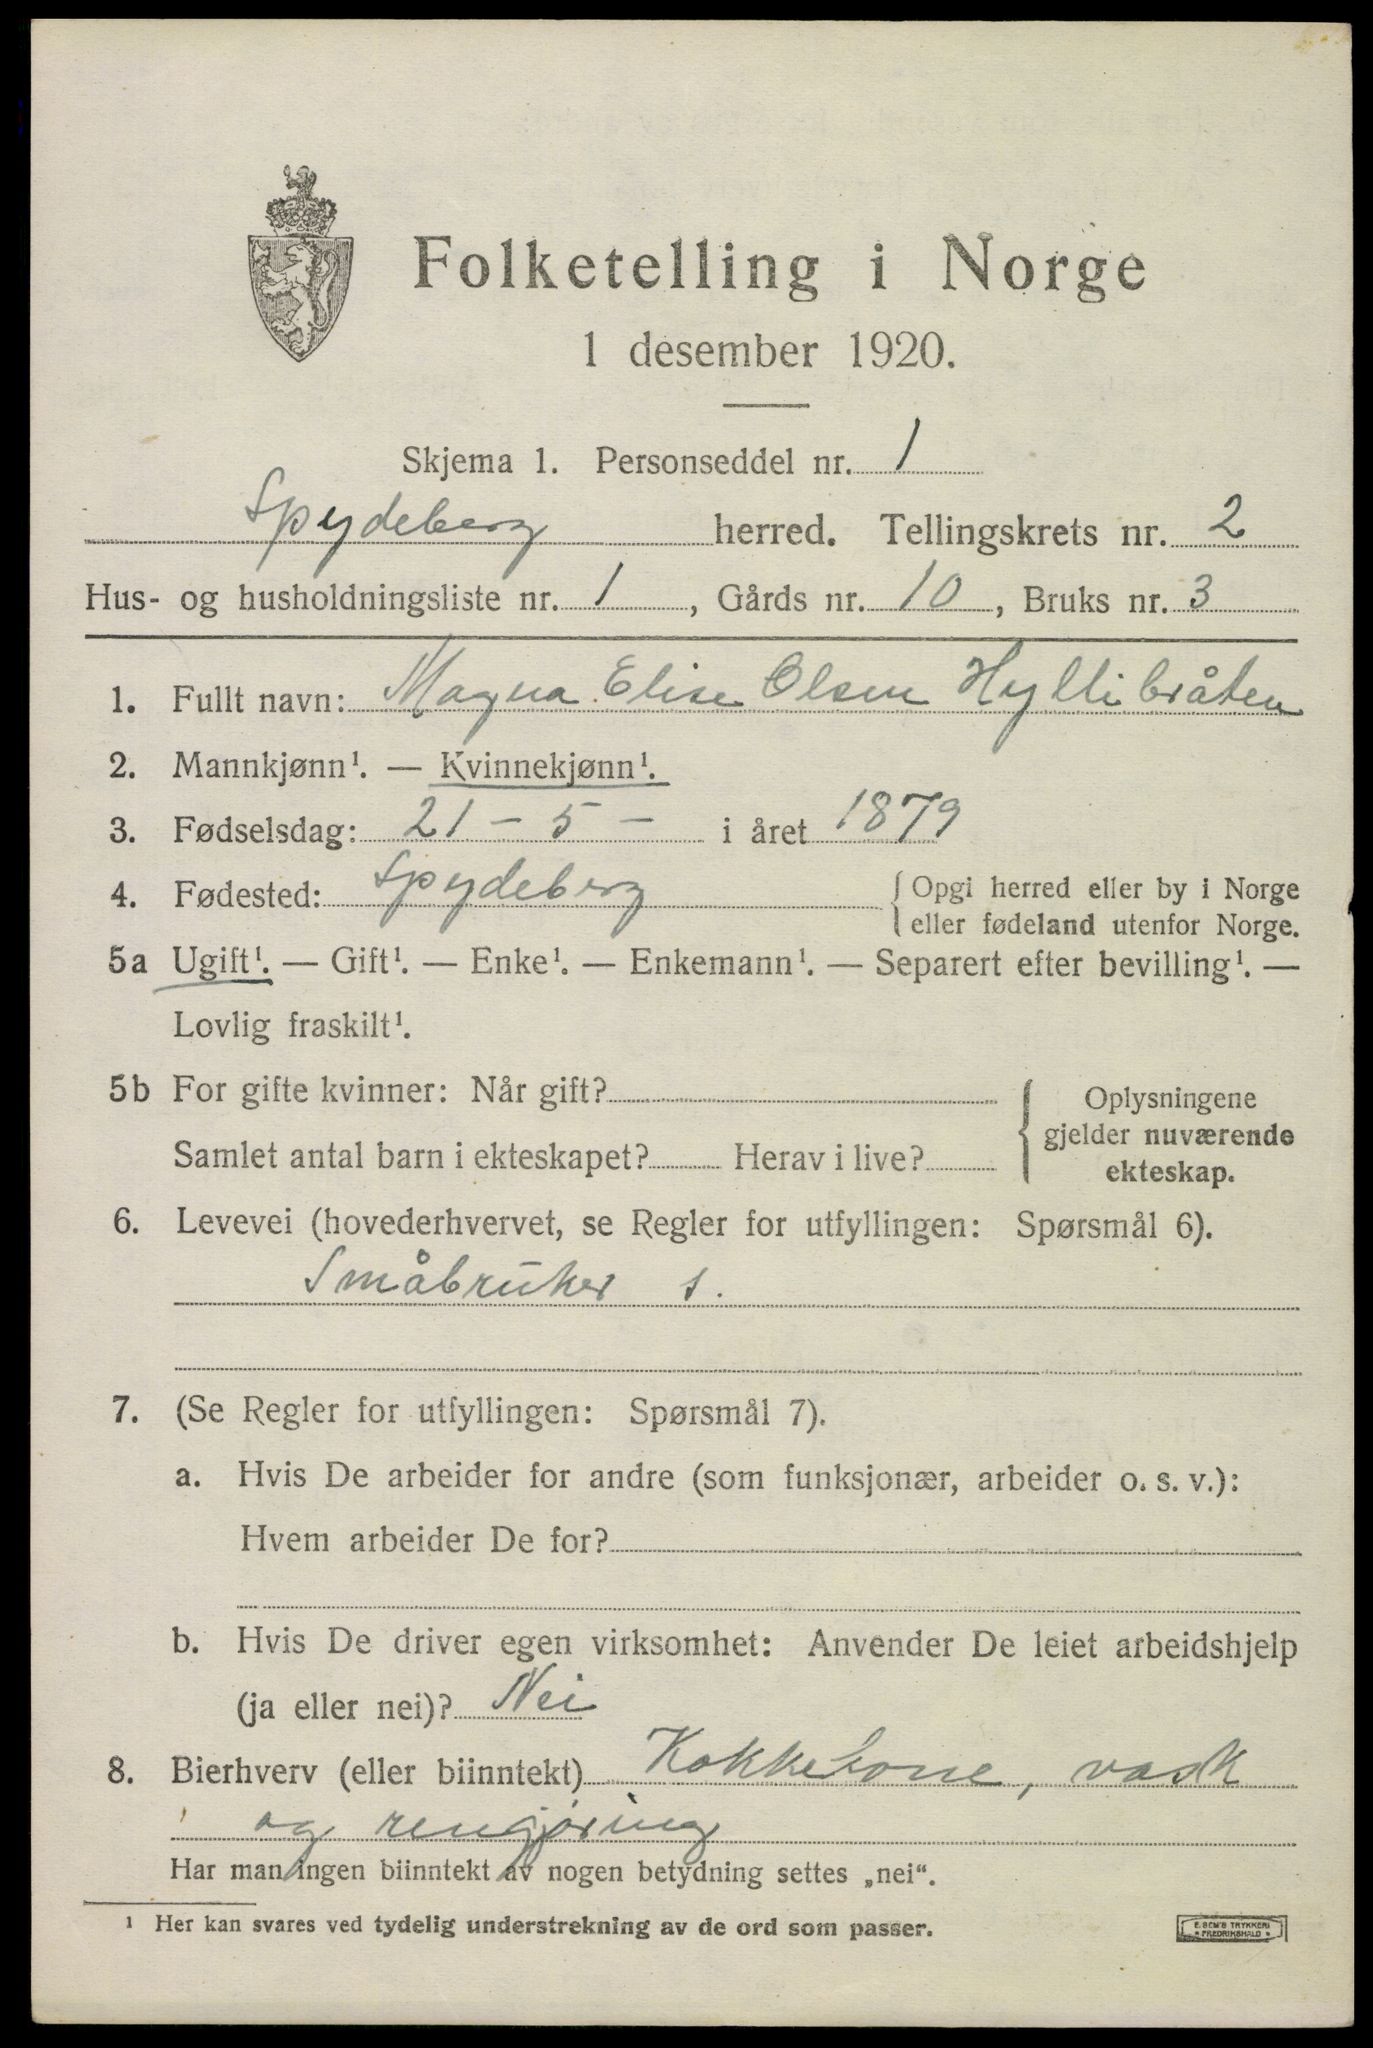 Folketelling i Norge
1 desember 1920.
Skjema 1. Personseddel nr. 1
Spydeberg herred. Tellingskrets nr. 2
Hus- og husholdningsliste nr. 1, Gårds nr. 10, Bruks nr. 3
1. Fullt navn: Magna Elise Olsen Hyllibråten
2. Mannkjønn¹. — Kvinnekjønn¹.
3. Fødselsdag: 21 - 5 - i året 1879
4. Fødested: Spydeberg { Opgi herred eller by i Norge
{ eller fødeland utenfor Norge.
5a Ugift¹. — Gift¹. — Enke¹. — Enkemann¹. — Separert efter bevilling¹. —
Lovlig fraskilt¹.
5b For gifte kvinner: Når gift? Oplysningene
gjelder nuværende
Samlet antal barn i ekteskapet? Herav i live?
ekteskap.
6. Levevei (hovederhvervet, se Regler for utfyllingen: Spørsmål 6).
Småbruker s.
7. (Se Regler for utfyllingen: Spørsmål 7).
a. Hvis De arbeider for andre (som funksjonær, arbeider o. s. v.):
Hvem arbeider De for?
b. Hvis De driver egen virksomhet: Anvender De leiet arbeidshjelp
(ja eller nei)? Nei
8. Bierhverv (eller biinntekt) Kokkekone, vask
og rengjøring
Har man ingen biinntekt av nogen betydning settes „nei“.
¹ Her kan svares ved tydelig understrekning av de ord som passer.
E. SEM'S TRYKKERI
* FREDRIKSHALD *